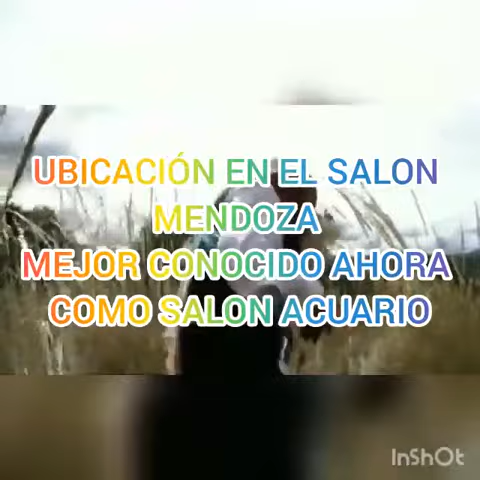 UBICACIÓN EN EL SALON
MENDOZA
MEJOR CONOCIDO AHORA
COMO SALON ACUARIO
InShOt